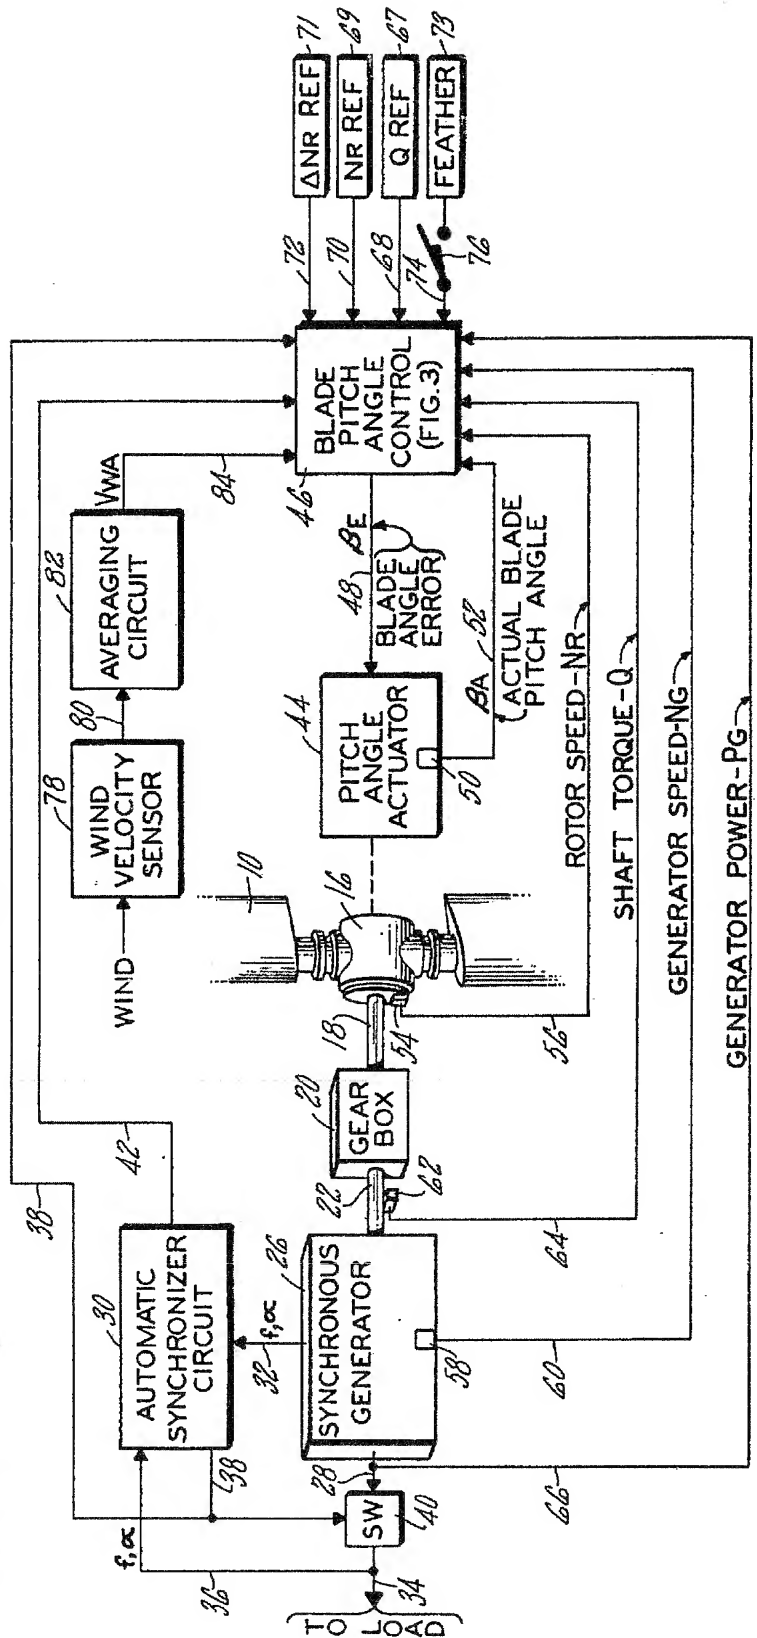 38
42
WIND
78
WIND
VELOCITY
SENSOR
80
82
AVERAGING
CIRCUIT
VWA
84
30
AUTOMATIC
SYNCHRONIZER
CIRCUIT
f,α
36
38
32
f,α
TO LOAD
34
SW
40
28
26
SYNCHRONOUS
GENERATOR
58
22
62
20
GEAR
BOX
18
54
16
10
44
PITCH
ANGLE
ACTUATOR
50
48
BE
BLADE
ANGLE
ERROR
46
BLADE
PITCH
ANGLE
CONTROL
(FIG.3)
72
ΔNR REF
71
70
NR REF
69
68
Q REF
67
74
76
FEATHER
73
BA
52
ACTUAL BLADE
PITCH ANGLE
56
ROTOR SPEED-NR
64
SHAFT TORQUE-Q
60
GENERATOR SPEED-NG
66
GENERATOR POWER-PG